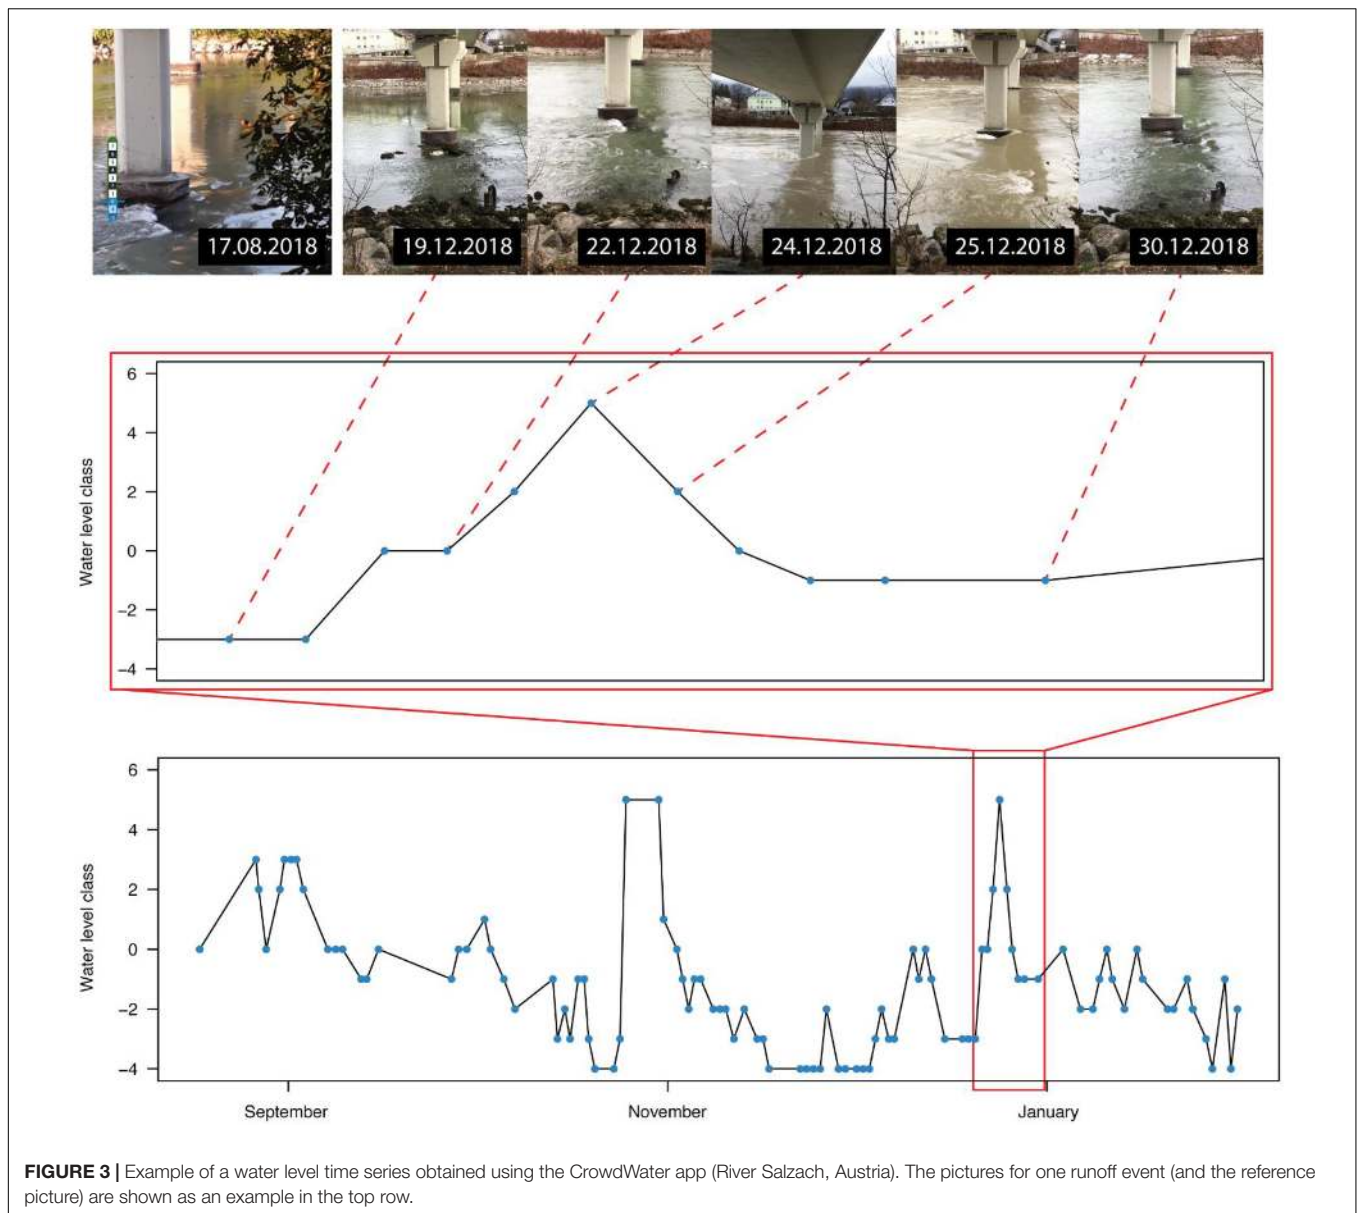 17.08.2018
19.12.2018
22.12.2018
24.12.2018
25.12.2018
30.12.2018
6
4
2
0
−2
−4
Water level class
6
4
2
0
−2
−4
Water level class
September
November
January
FIGURE 3 | Example of a water level time series obtained using the CrowdWater app (River Salzach, Austria). The pictures for one runoff event (and the reference
picture) are shown as an example in the top row.